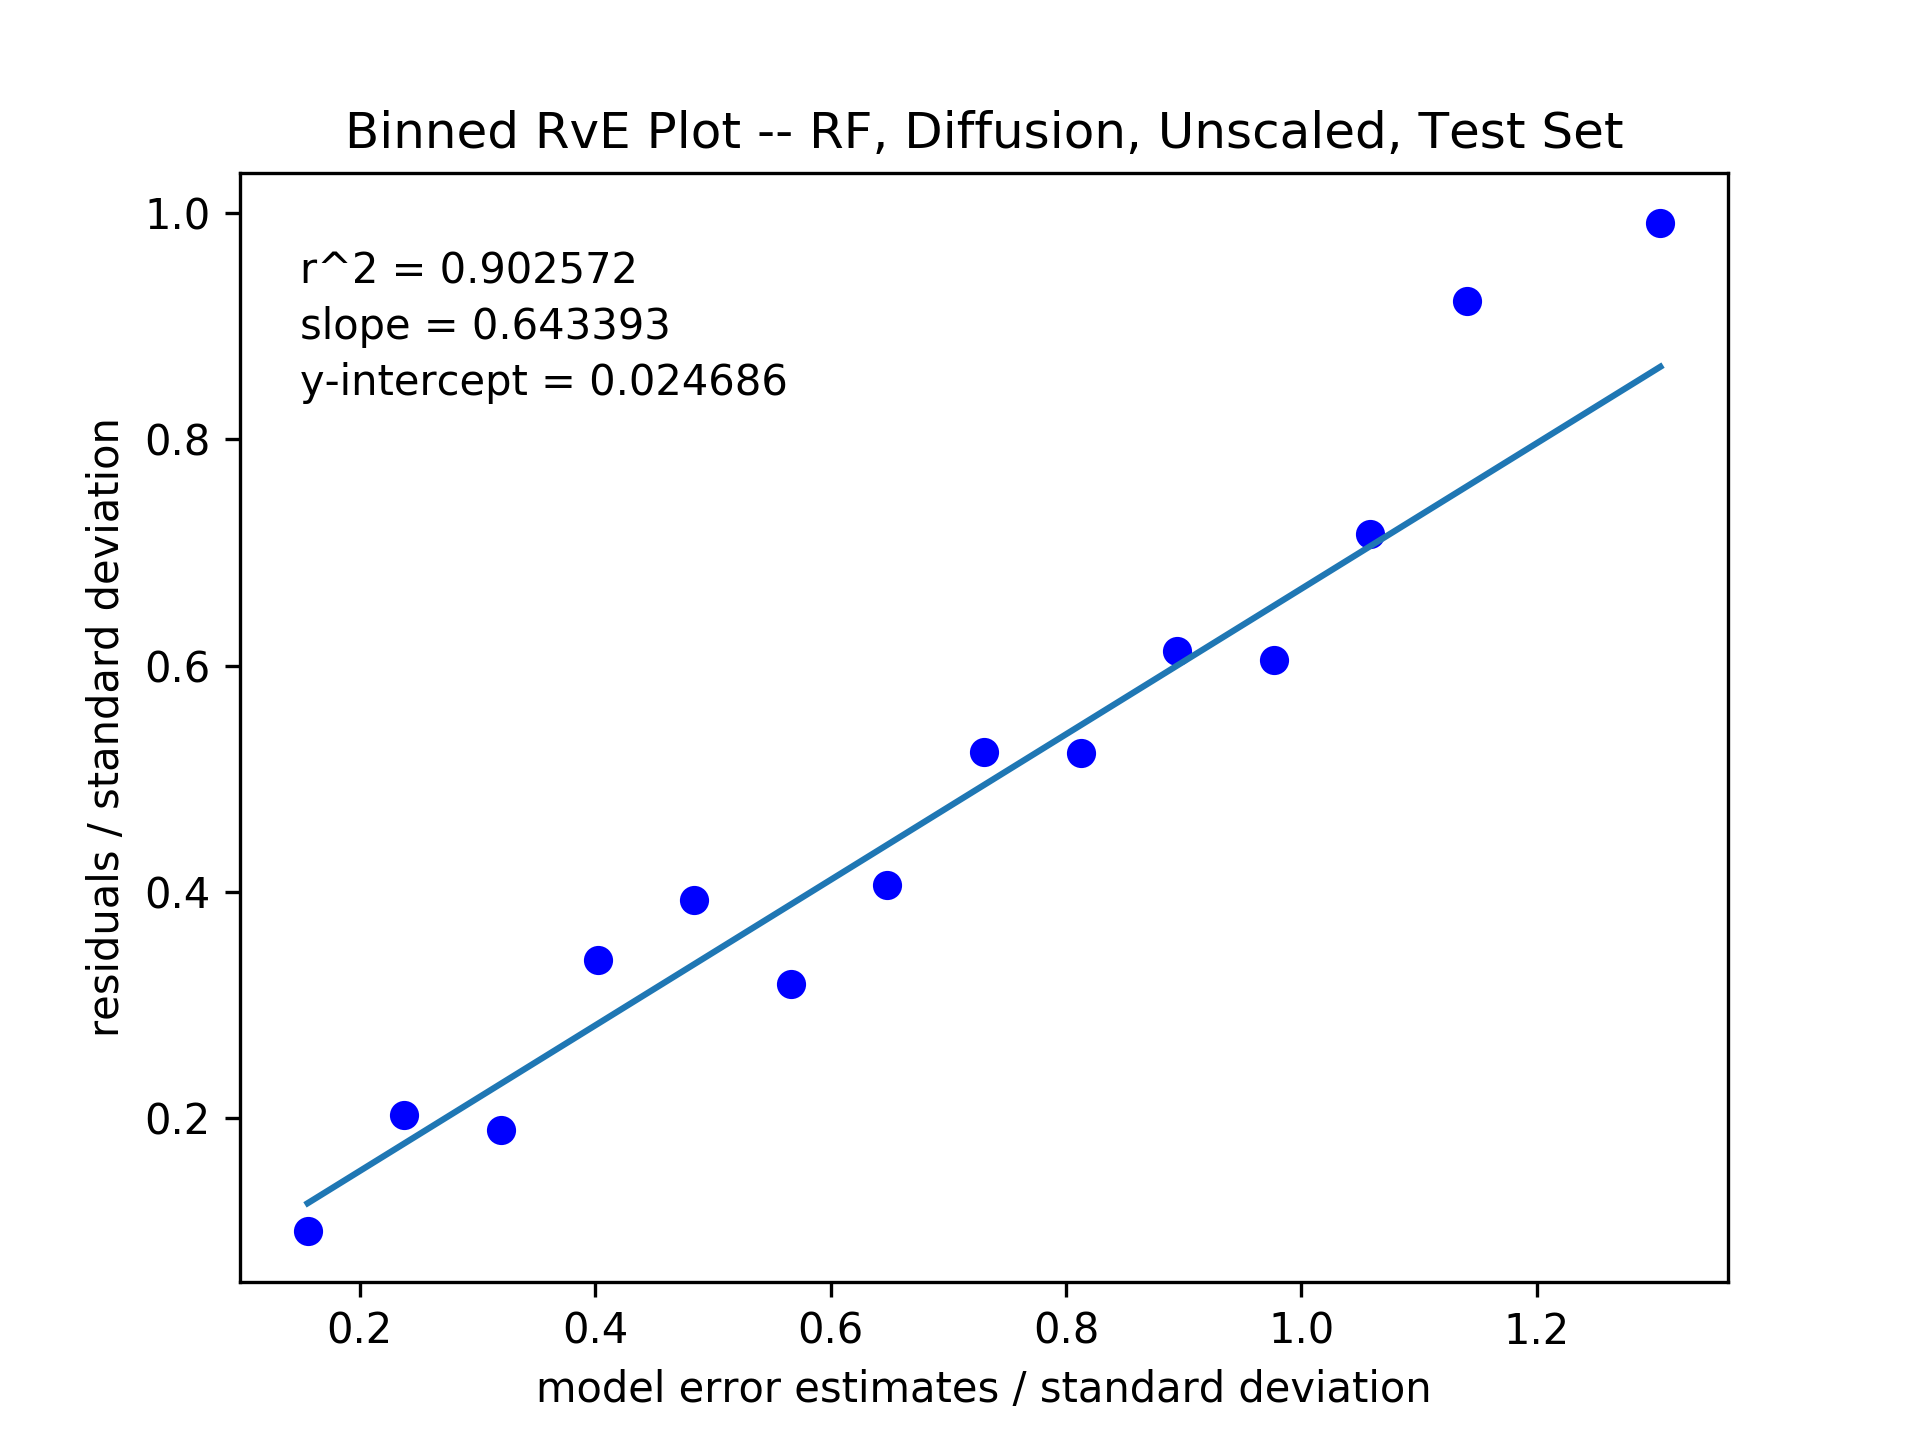 Binned RvE Plot -- RF, Diffusion, Unscaled, Test Set
r^2 = 0.902572
slope = 0.643393
y-intercept = 0.024686
residuals / standard deviation
1.0
0.8
0.6
0.4
0.2
0.2 0.4 0.6 0.8 1.0 1.2
model error estimates / standard deviation